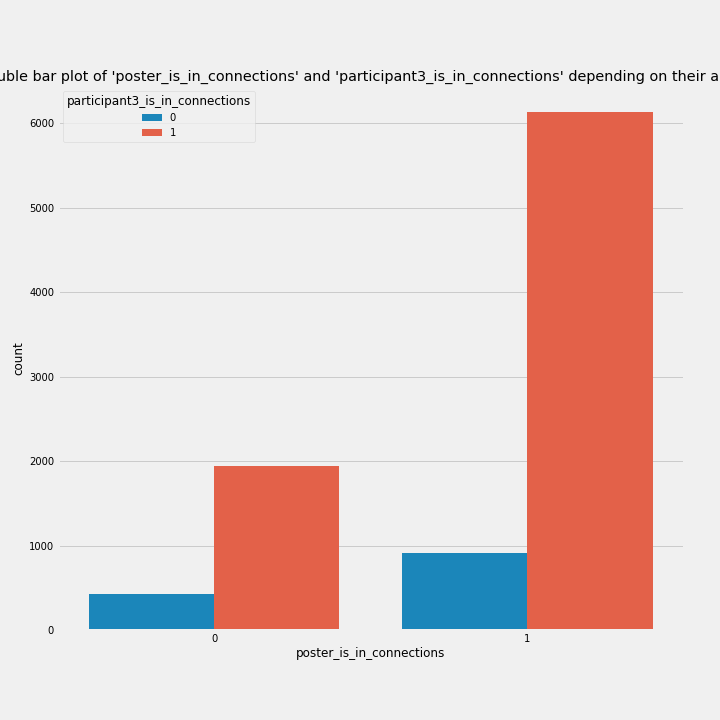 uble bar plot of 'poster_is_in_connections' and 'participant3_is_in_connections' depending on their a
participant3_is_in_connections
0
1
6000
5000
4000
3000
2000
1000
0
count
0 1
poster_is_in_connections